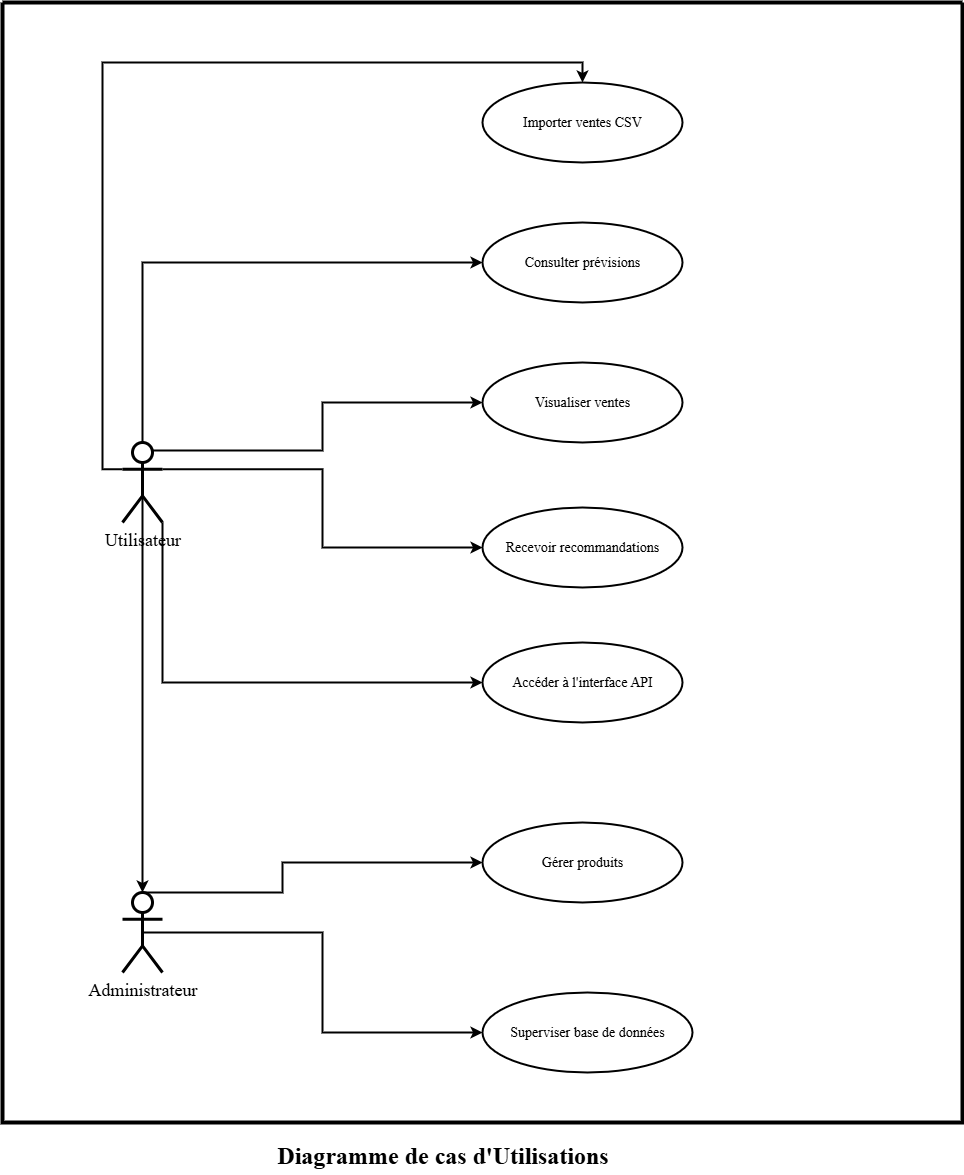 Importer ventes CSV
Consulter prévisions
Visualiser ventes
Utilisateur
Recevoir recommandations
Accéder à l'interface API
Gérer produits
Administrateur
Superviser base de données
Diagramme de cas d'Utilisations